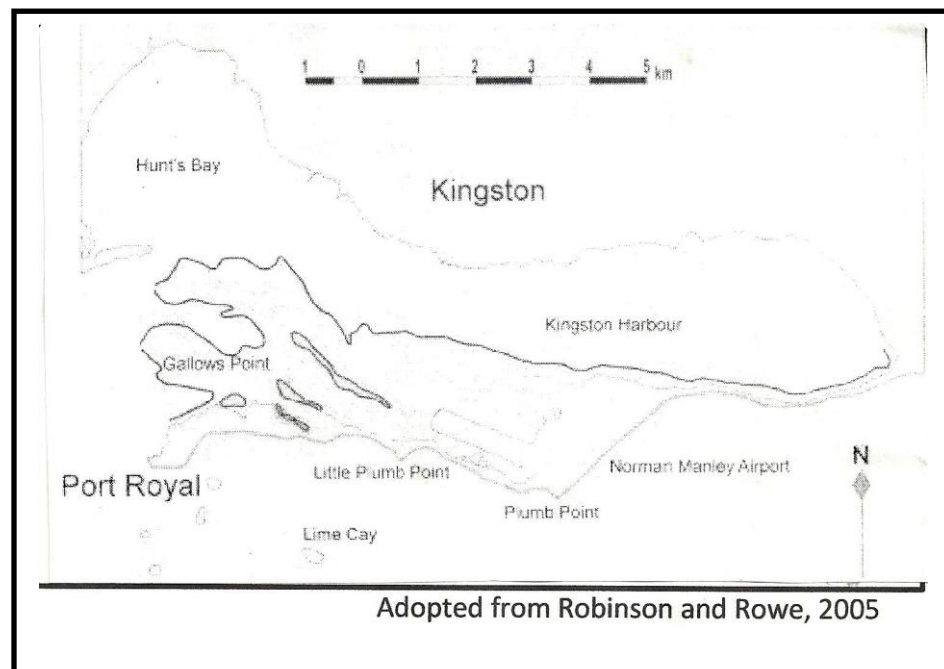 1 0 1 2 3 4 5 km
Hunt's Bay
Kingston
Kingston Harbour
Gallows Point
N
Little Plumb Point
Norman Manley Airport
Port Royal
Plumb Point
Lime Cay
Adopted from Robinson and Rowe, 2005